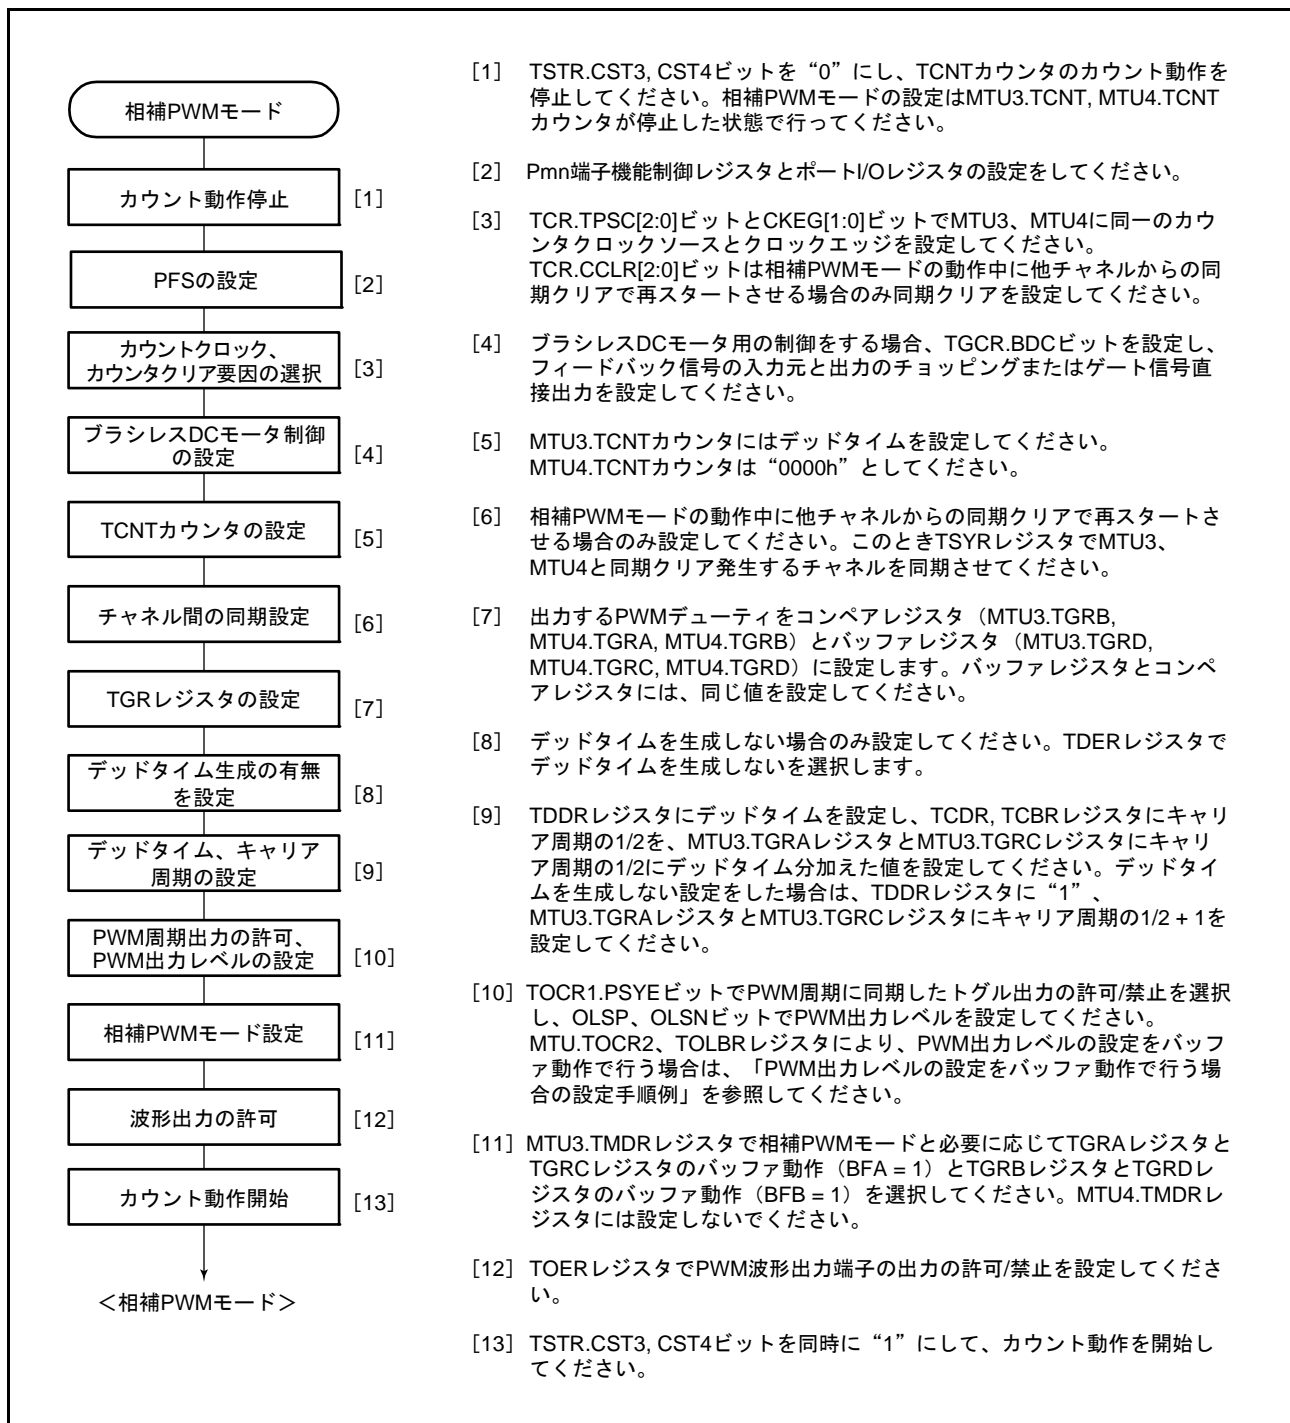 相補PWMモード
カウント動作停止
[1]
PFSの設定
[2]
カウントクロック、
カウンタクリア要因の選択
[3]
ブラシレスDCモータ制御
の設定
[4]
TCNTカウンタの設定
[5]
チャネル間の同期設定
[6]
TGRレジスタの設定
[7]
デッドタイム生成の有無
を設定
[8]
デッドタイム、キャリア
周期の設定
[9]
PWM周期出力の許可、
PWM出力レベルの設定
[10]
相補PWMモード設定
[11]
波形出力の許可
[12]
カウント動作開始
[13]
＜相補PWMモード＞
[1] TSTR.CST3, CST4ビットを“0”にし、TCNTカウンタのカウント動作を
停止してください。相補PWMモードの設定はMTU3.TCNT, MTU4.TCNT
カウンタが停止した状態で行ってください。
[2] Pmn端子機能制御レジスタとポートI/Oレジスタの設定をしてください。
[3] TCR.TPSC[2:0]ビットとCKEG[1:0]ビットでMTU3、MTU4に同一のカウ
ンタクロックソースとクロックエッジを設定してください。
TCR.CCLR[2:0]ビットは相補PWMモードの動作中に他チャネルからの同
期クリアで再スタートさせる場合のみ同期クリアを設定してください。
[4] ブラシレスDCモータ用の制御をする場合、TGCR.BDCビットを設定し、
フィードバック信号の入力元と出力のチョッピングまたはゲート信号直
接出力を設定してください。
[5] MTU3.TCNTカウンタにはデッドタイムを設定してください。
MTU4.TCNTカウンタは“0000h”としてください。
[6] 相補PWMモードの動作中に他チャネルからの同期クリアで再スタートさ
せる場合のみ設定してください。このときTSYRレジスタでMTU3、
MTU4と同期クリア発生するチャネルを同期させてください。
[7] 出力するPWMデューティをコンペアレジスタ（MTU3.TGRB,
MTU4.TGRA, MTU4.TGRB）とバッファレジスタ（MTU3.TGRD,
MTU4.TGRC, MTU4.TGRD）に設定します。バッファレジスタとコンペ
アレジスタには、同じ値を設定してください。
[8] デッドタイムを生成しない場合のみ設定してください。TDERレジスタで
デッドタイムを生成しないを選択します。
[9] TDDRレジスタにデッドタイムを設定し、TCDR, TCBRレジスタにキャリ
ア周期の1/2を、MTU3.TGRAレジスタとMTU3.TGRCレジスタにキャリ
ア周期の1/2にデッドタイム分加えた値を設定してください。デッドタイ
ムを生成しない設定をした場合は、TDDRレジスタに“1”、
MTU3.TGRAレジスタとMTU3.TGRCレジスタにキャリア周期の1/2 + 1を
設定してください。
[10] TOCR1.PSYEビットでPWM周期に同期したトグル出力の許可/禁止を選択
し、OLSP、OLSNビットでPWM出力レベルを設定してください。
MTU.TOCR2、TOLBRレジスタにより、PWM出力レベルの設定をバッフ
ァ動作で行う場合は、「PWM出力レベルの設定をバッファ動作で行う場
合の設定手順例」を参照してください。
[11] MTU3.TMDRレジスタで相補PWMモードと必要に応じてTGRAレジスタと
TGRCレジスタのバッファ動作（BFA = 1）とTGRBレジスタとTGRDレ
ジスタのバッファ動作（BFB = 1）を選択してください。MTU4.TMDRレ
ジスタには設定しないでください。
[12] TOERレジスタでPWM波形出力端子の出力の許可/禁止を設定してくださ
い。
[13] TSTR.CST3, CST4ビットを同時に“1”にして、カウント動作を開始し
てください。